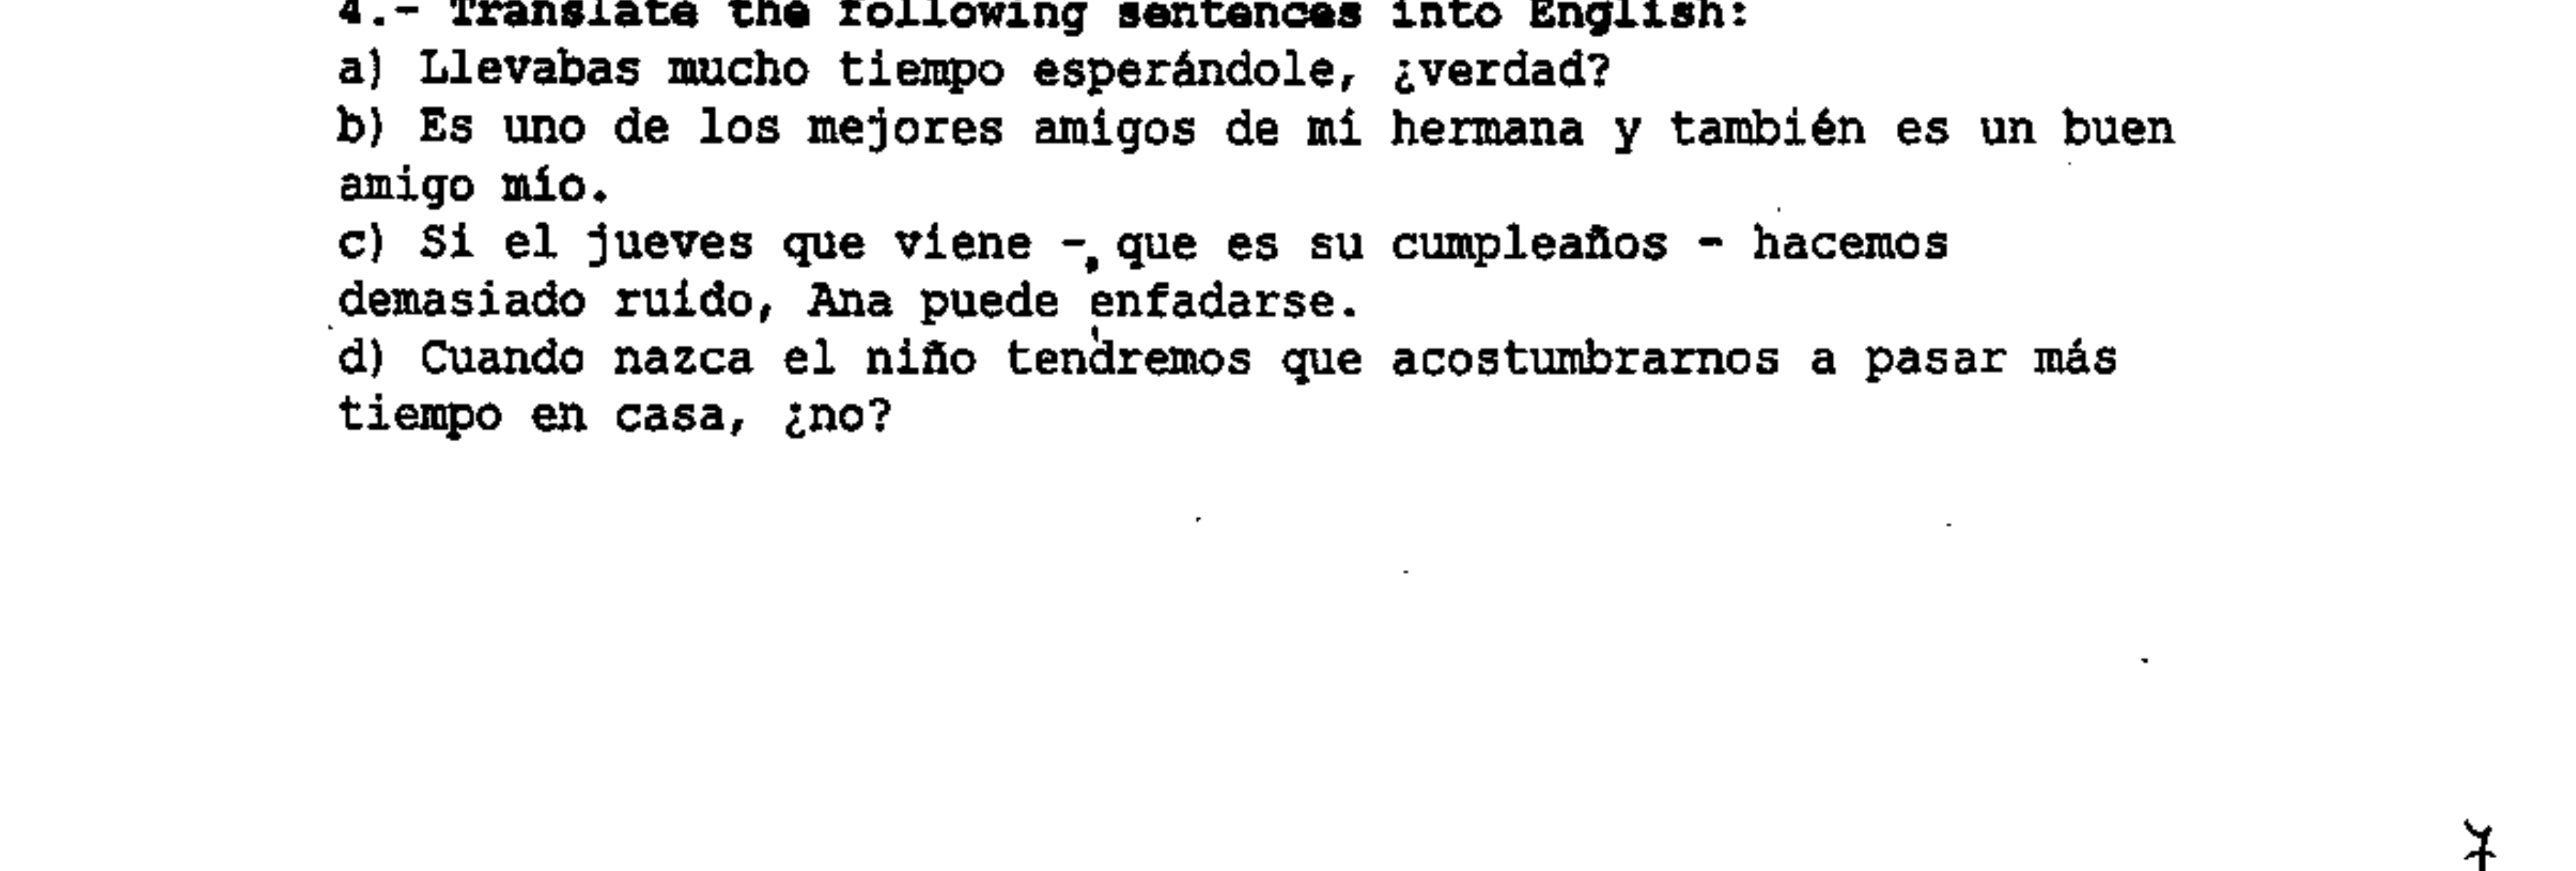 4.- Translate the following sentences into English:
a) Llevabas mucho tiempo esperándole, ¿verdad?
b) Es uno de los mejores amigos de mi hermana y también es un buen
amigo mío.
c) Si el jueves que viene -, que es su cumpleaños - hacemos
demasiado ruido, Ana puede enfadarse.
d) Cuando nazca el niño tendremos que acostumbrarnos a pasar más
tiempo en casa, ¿no?